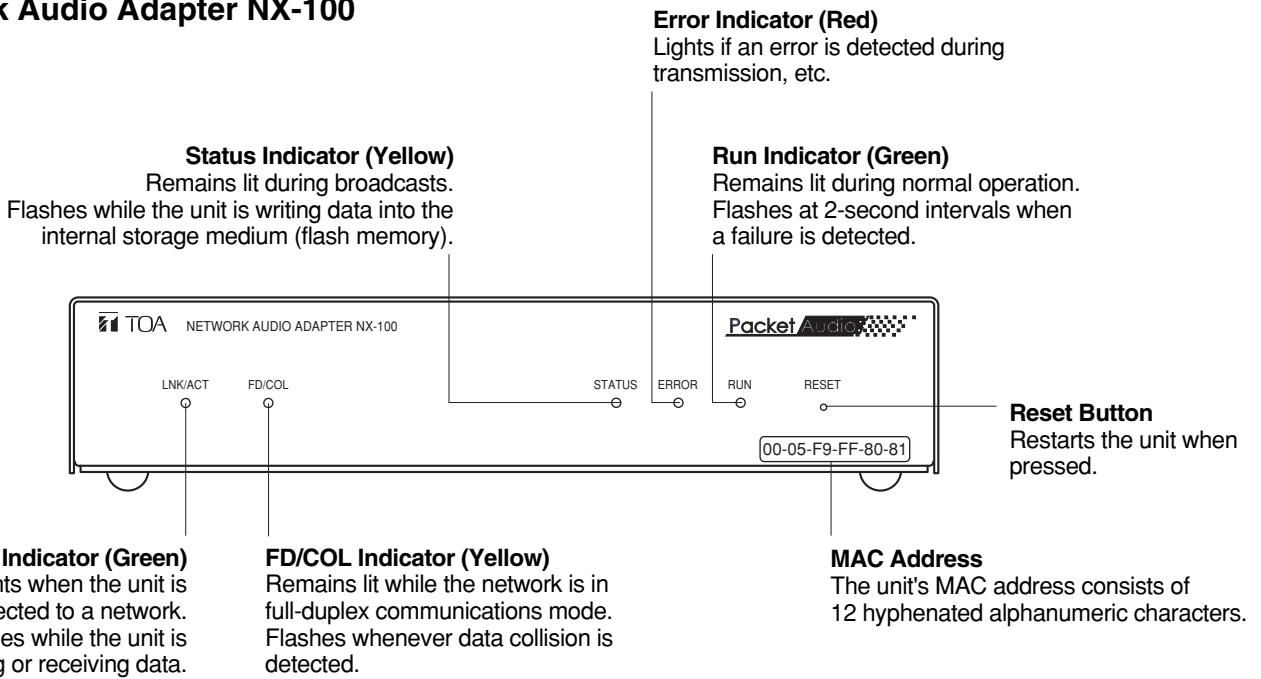 Audio Adapter NX-100
Error Indicator (Red)
Lights if an error is detected during
transmission, etc.
Status Indicator (Yellow)
Remains lit during broadcasts.
Flashes while the unit is writing data into the
internal storage medium (flash memory).
Run Indicator (Green)
Remains lit during normal operation.
Flashes at 2-second intervals when
a failure is detected.
TOA NETWORK AUDIO ADAPTER NX-100
Packet Audio
LNK/ACT FD/COL STATUS ERROR RUN RESET
00-05-F9-FF-80-81
Reset Button
Restarts the unit when
pressed.
Indicator (Green)
when the unit is
to a network.
while the unit is
or receiving data.
FD/COL Indicator (Yellow)
Remains lit while the network is in
full-duplex communications mode.
Flashes whenever data collision is
detected.
MAC Address
The unit's MAC address consists of
12 hyphenated alphanumeric characters.